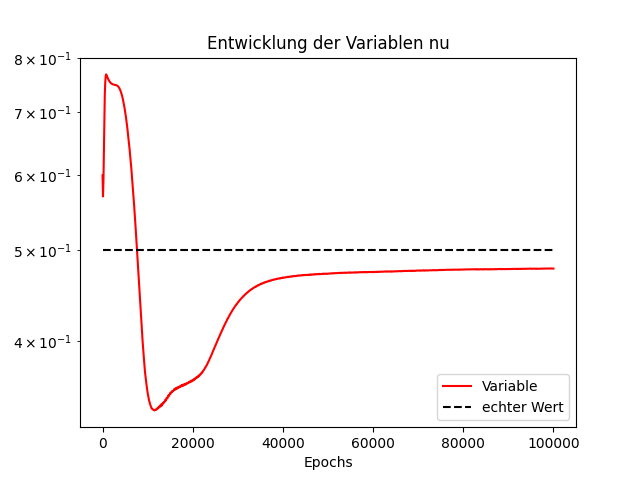 Entwicklung der Variablen nu
8 × 10⁻¹
7 × 10⁻¹
6 × 10⁻¹
5 × 10⁻¹
4 × 10⁻¹
Variable
echter Wert
0 20000 40000 60000 80000 100000
Epochs